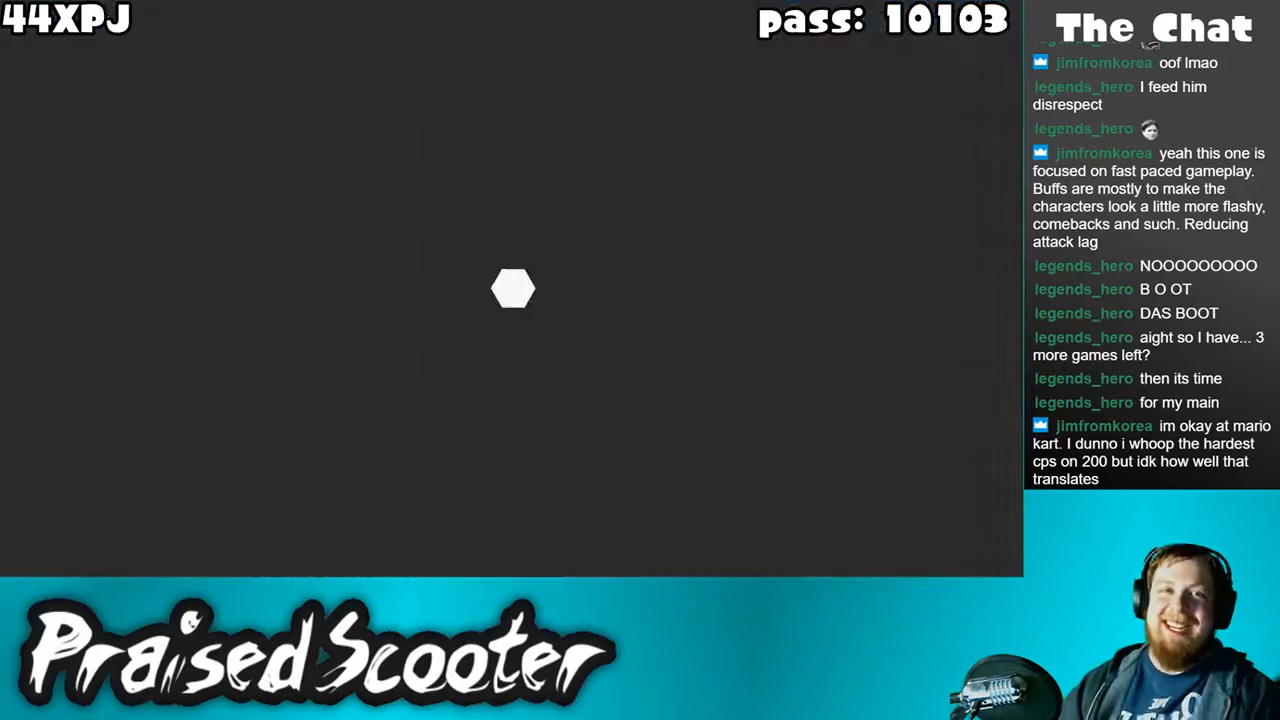 44XPJ
pass: 10103
The Chat
jimfromkorea oof lmao
legends_hero I feed him
disrespect
legends_hero
jimfromkorea yeah this one is
focused on fast paced gameplay.
Buffs are mostly to make the
characters look a little more flashy,
comebacks and such. Reducing
attack lag
legends_hero NOOOOOOOOO
legends_hero B O OT
legends_hero DAS BOOT
legends_hero aight so I have... 3
more games left?
legends_hero then its time
legends_hero for my main
jimfromkorea im okay at mario
kart. I dunno i whoop the hardest
cps on 200 but idk how well that
translates
PraisedScooter